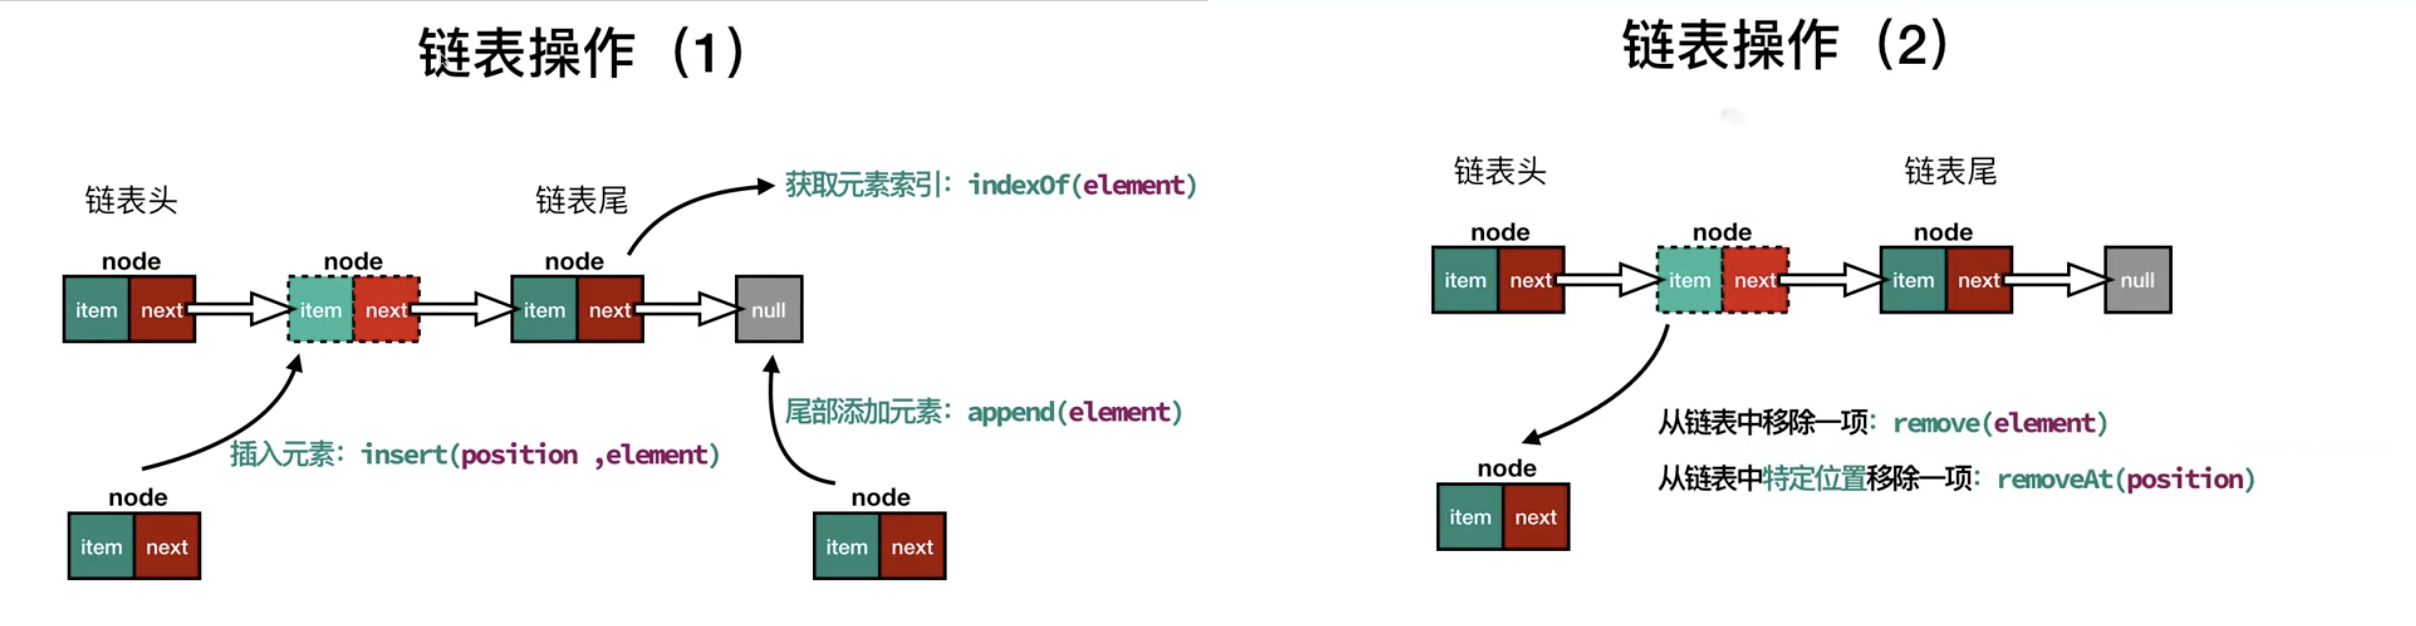 链表操作（1）
链表头
链表尾
获取元素索引：indexOf(element)
node
node
node
item
next
item
next
item
next
null
尾部添加元素：append(element)
插入元素：insert(position ,element)
node
node
item
next
item
next
链表操作（2）
链表头
链表尾
node
node
node
item
next
item
next
item
next
null
从链表中移除一项：remove(element)
从链表中特定位置移除一项：removeAt(position)
node
item
next